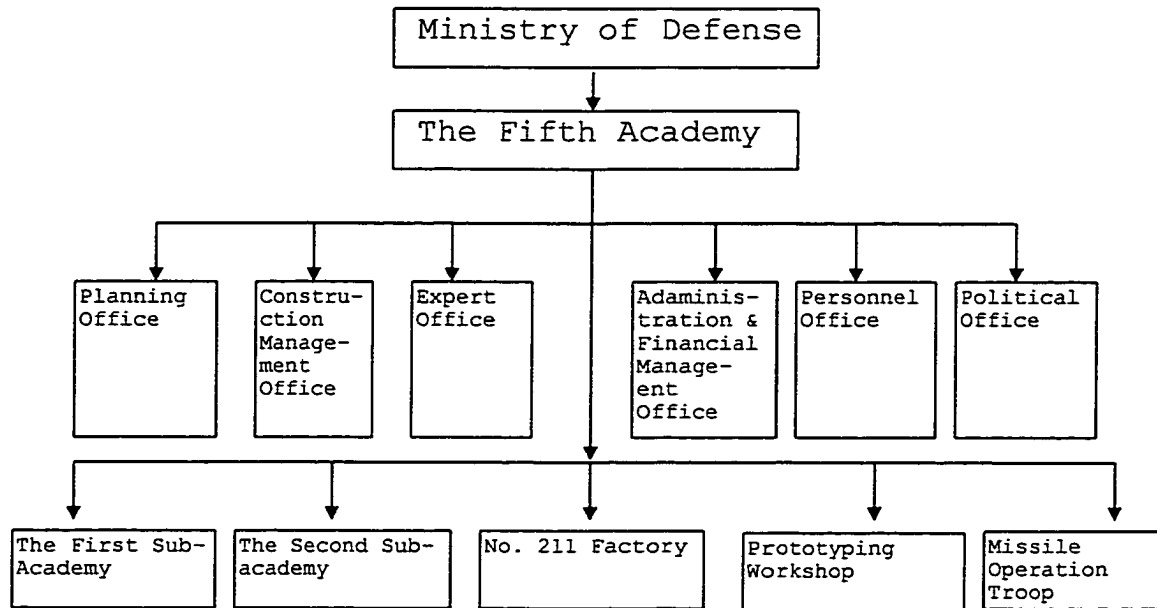 Ministry of Defense
The Fifth Academy
Planning
Office
Constru-
ction
Manage-
ment
Office
Expert
Office
Adaminis-
tration &
Financial
Manage-
ent
Office
Personnel
Office
Political
Office
The First Sub-
Academy
The Second Sub-
academy
No. 211 Factory
Prototyping
Workshop
Missile
Operation
Troop